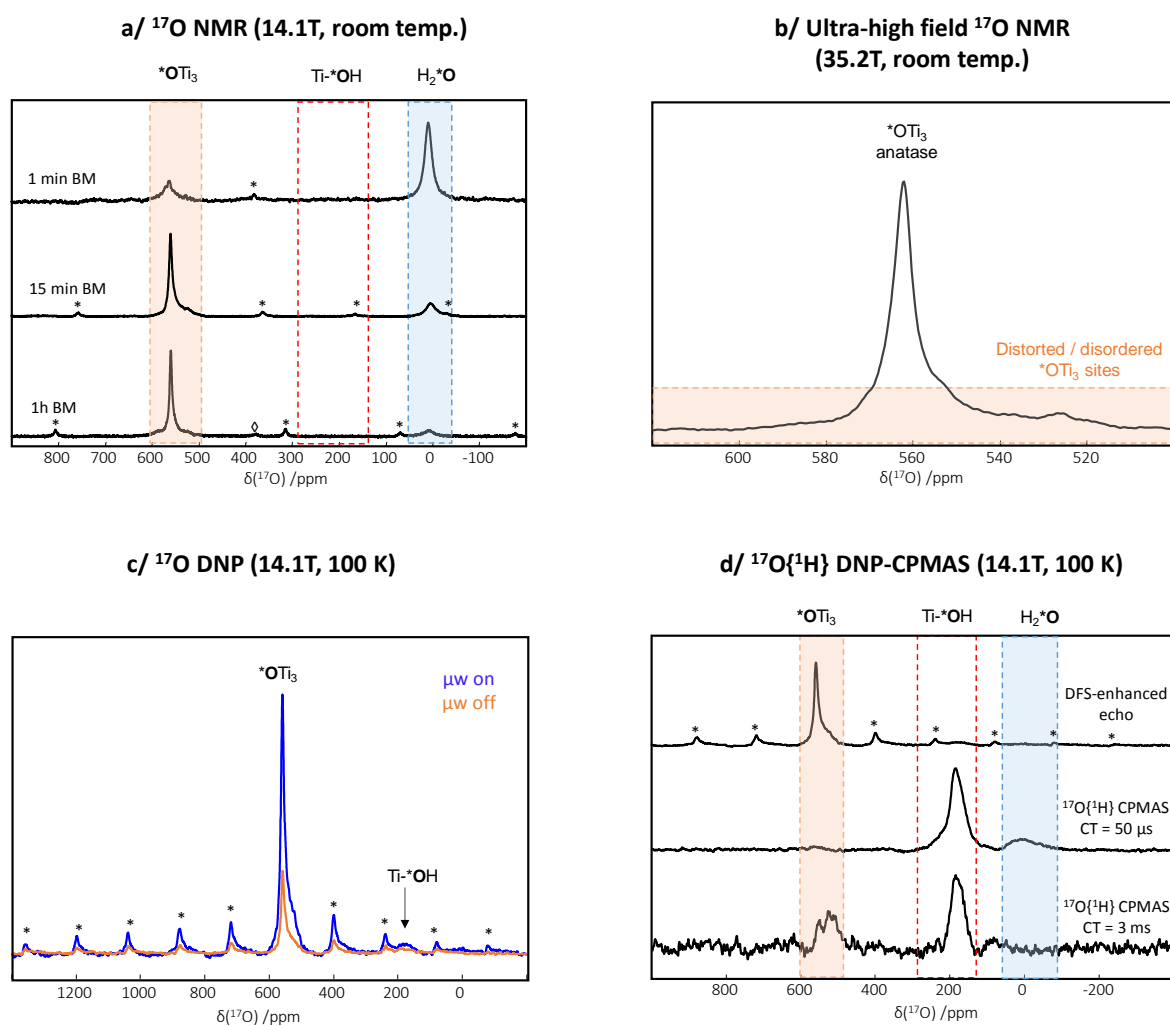 a/ ¹⁷O NMR (14.1T, room temp.)
*OTi₃
Ti-*OH
H₂*O
1 min BM
*
15 min BM
* * * *
1h BM
* ◊ * * *
800 700 600 500 400 300 200 100 0 -100
δ(¹⁷O) /ppm
b/ Ultra-high field ¹⁷O NMR
(35.2T, room temp.)
*OTi₃
anatase
Distorted / disordered
*OTi₃ sites
600 580 560 540 520
δ(¹⁷O) /ppm
c/ ¹⁷O DNP (14.1T, 100 K)
*OTi₃
µw on
µw off
Ti-*OH
* * * * * * * * *
1200 1000 800 600 400 200 0
δ(¹⁷O) /ppm
d/ ¹⁷O{¹H} DNP-CPMAS (14.1T, 100 K)
*OTi₃
Ti-*OH
H₂*O
DFS-enhanced
echo
* * * * * * *
¹⁷O{¹H} CPMAS
CT = 50 µs
¹⁷O{¹H} CPMAS
CT = 3 ms
800 600 400 200 0 -200
δ(¹⁷O) /ppm